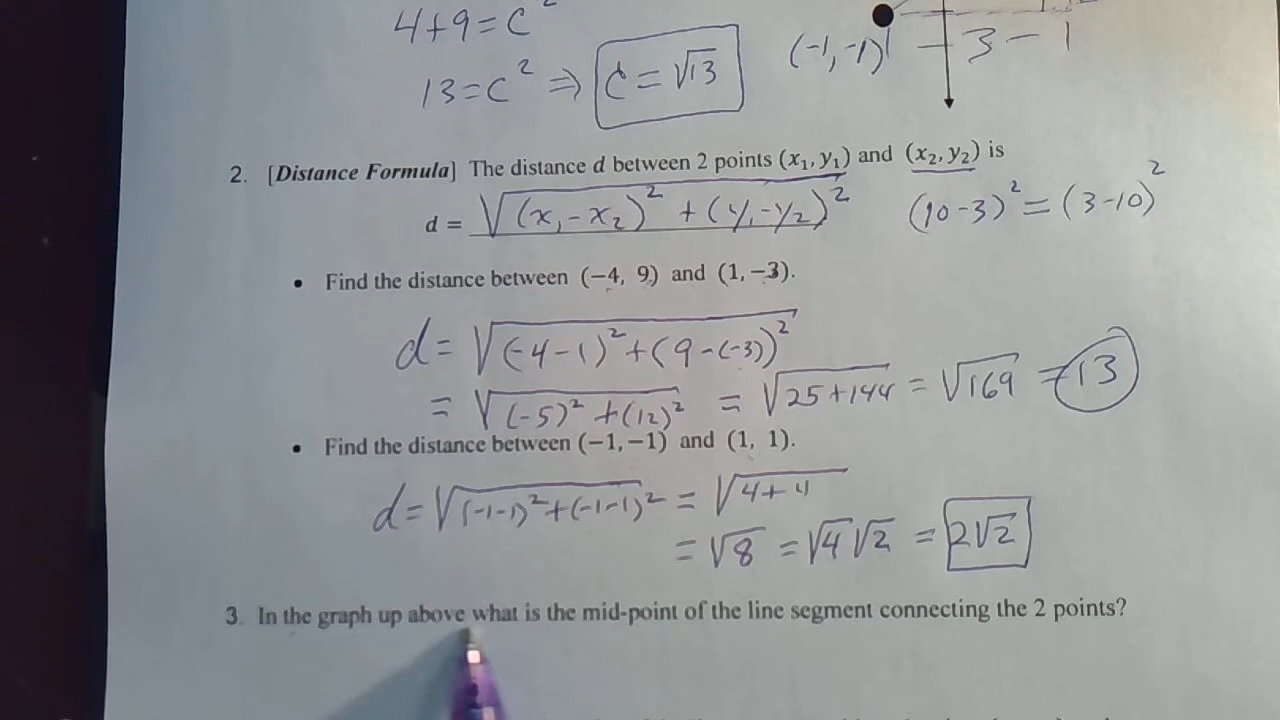 4+9=c²
13=c² ⇒ c=√13
(-1,-1) 3 - 1
2. [Distance Formula] The distance d between 2 points (x₁, y₁) and (x₂, y₂) is
d = √(x₁-x₂)² +(y₁-y₂)² (10-3)² = (3-10)²
• Find the distance between (−4, 9) and (1, −3).
d= √(-4-1)²+(9-(-3))²
= √(-5)² +(12)² = √25+144 = √169 = 13
• Find the distance between (−1, −1) and (1, 1).
d=√(-1-1)²+(-1-1)² = √4+4
= √8 = √4 √2 = 2√2
3. In the graph up above what is the mid-point of the line segment connecting the 2 points?